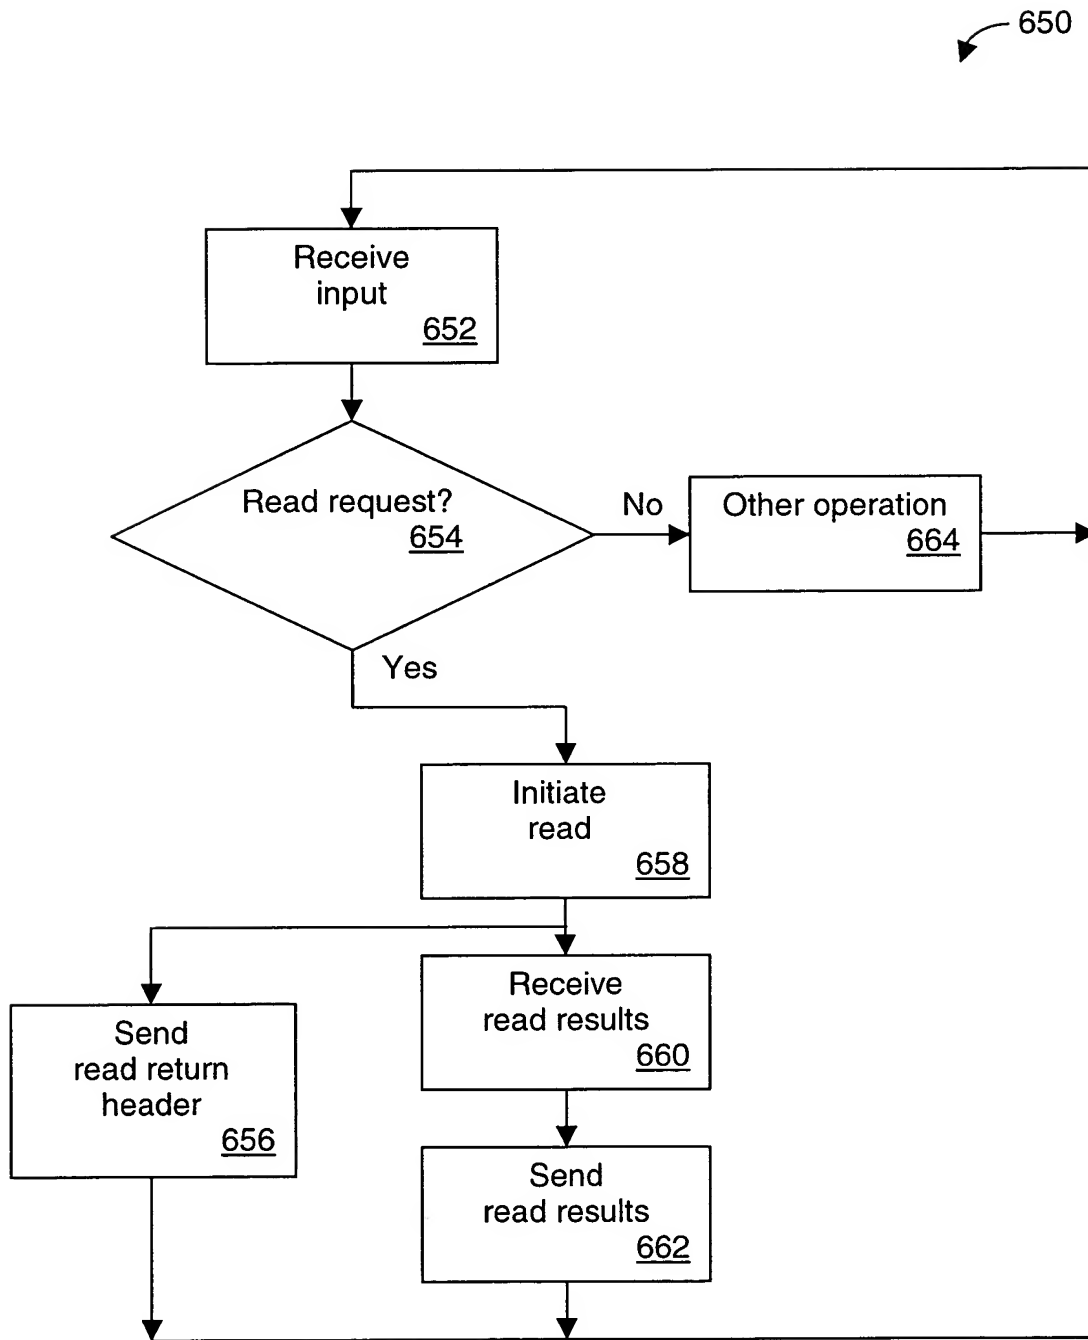 650
Receive
input
652
Read request?
654
No
Other operation
664
Yes
Initiate
read
658
Receive
read results
660
Send
read return
header
656
Send
read results
662